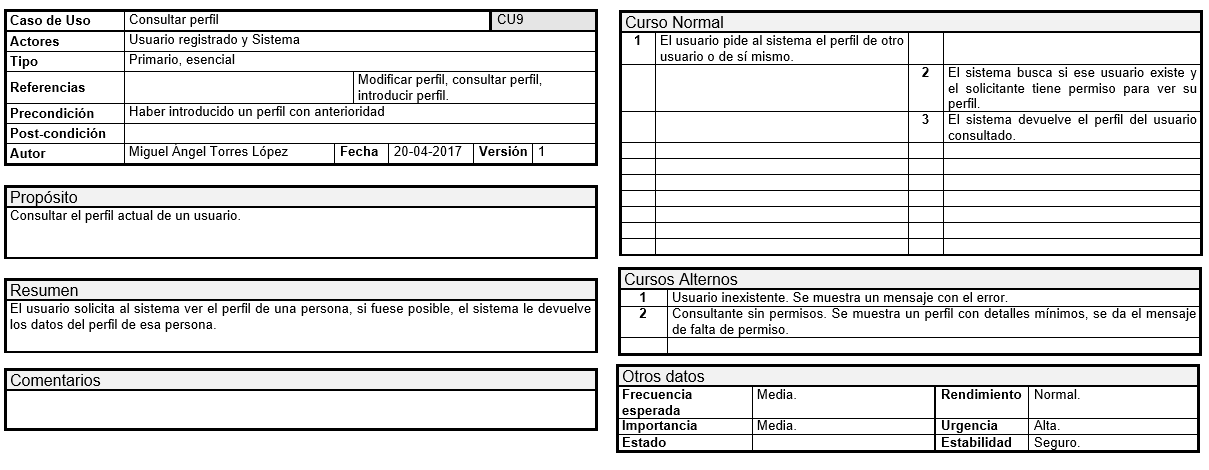 Caso de Uso Consultar perfil CU9
Actores Usuario registrado y Sistema
Tipo Primario, esencial
Referencias Modificar perfil, consultar perfil,
introducir perfil.
Precondición Haber introducido un perfil con anterioridad
Post-condición
Autor Miguel Ángel Torres López Fecha 20-04-2017 Versión 1
Propósito
Consultar el perfil actual de un usuario.
Resumen
El usuario solicita al sistema ver el perfil de una persona, si fuese posible, el sistema le devuelve
los datos del perfil de esa persona.
Comentarios
Curso Normal
1 El usuario pide al sistema el perfil de otro
usuario o de sí mismo.
2 El sistema busca si ese usuario existe y
el solicitante tiene permiso para ver su
perfil.
3 El sistema devuelve el perfil del usuario
consultado.
Cursos Alternos
1 Usuario inexistente. Se muestra un mensaje con el error.
2 Consultante sin permisos. Se muestra un perfil con detalles mínimos, se da el mensaje
de falta de permiso.
Otros datos
Frecuencia Media. Rendimiento Normal.
esperada
Importancia Media. Urgencia Alta.
Estado Estabilidad Seguro.